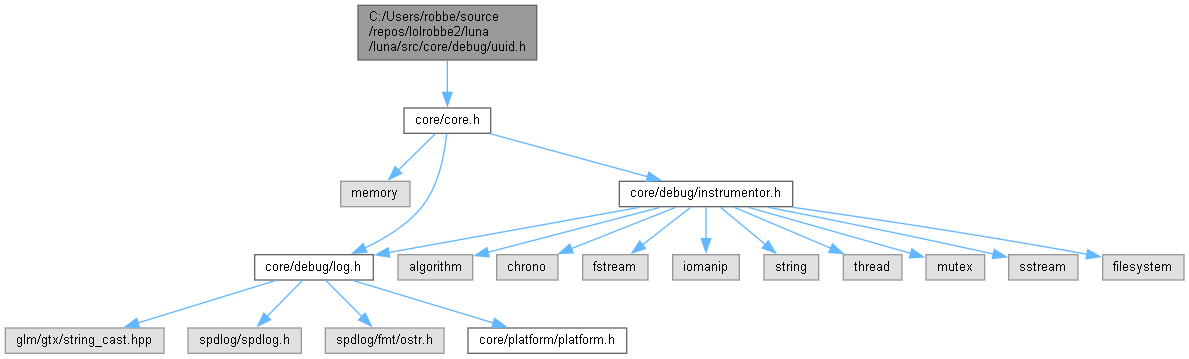 C:/Users/robbe/source
/repos/lolrobbe2/luna
/luna/src/core/debug/uuid.h
core/core.h
memory
core/debug/instrumentor.h
core/debug/log.h
algorithm
chrono
fstream
iomanip
string
thread
mutex
sstream
filesystem
glm/gtx/string_cast.hpp
spdlog/spdlog.h
spdlog/fmt/ostr.h
core/platform/platform.h